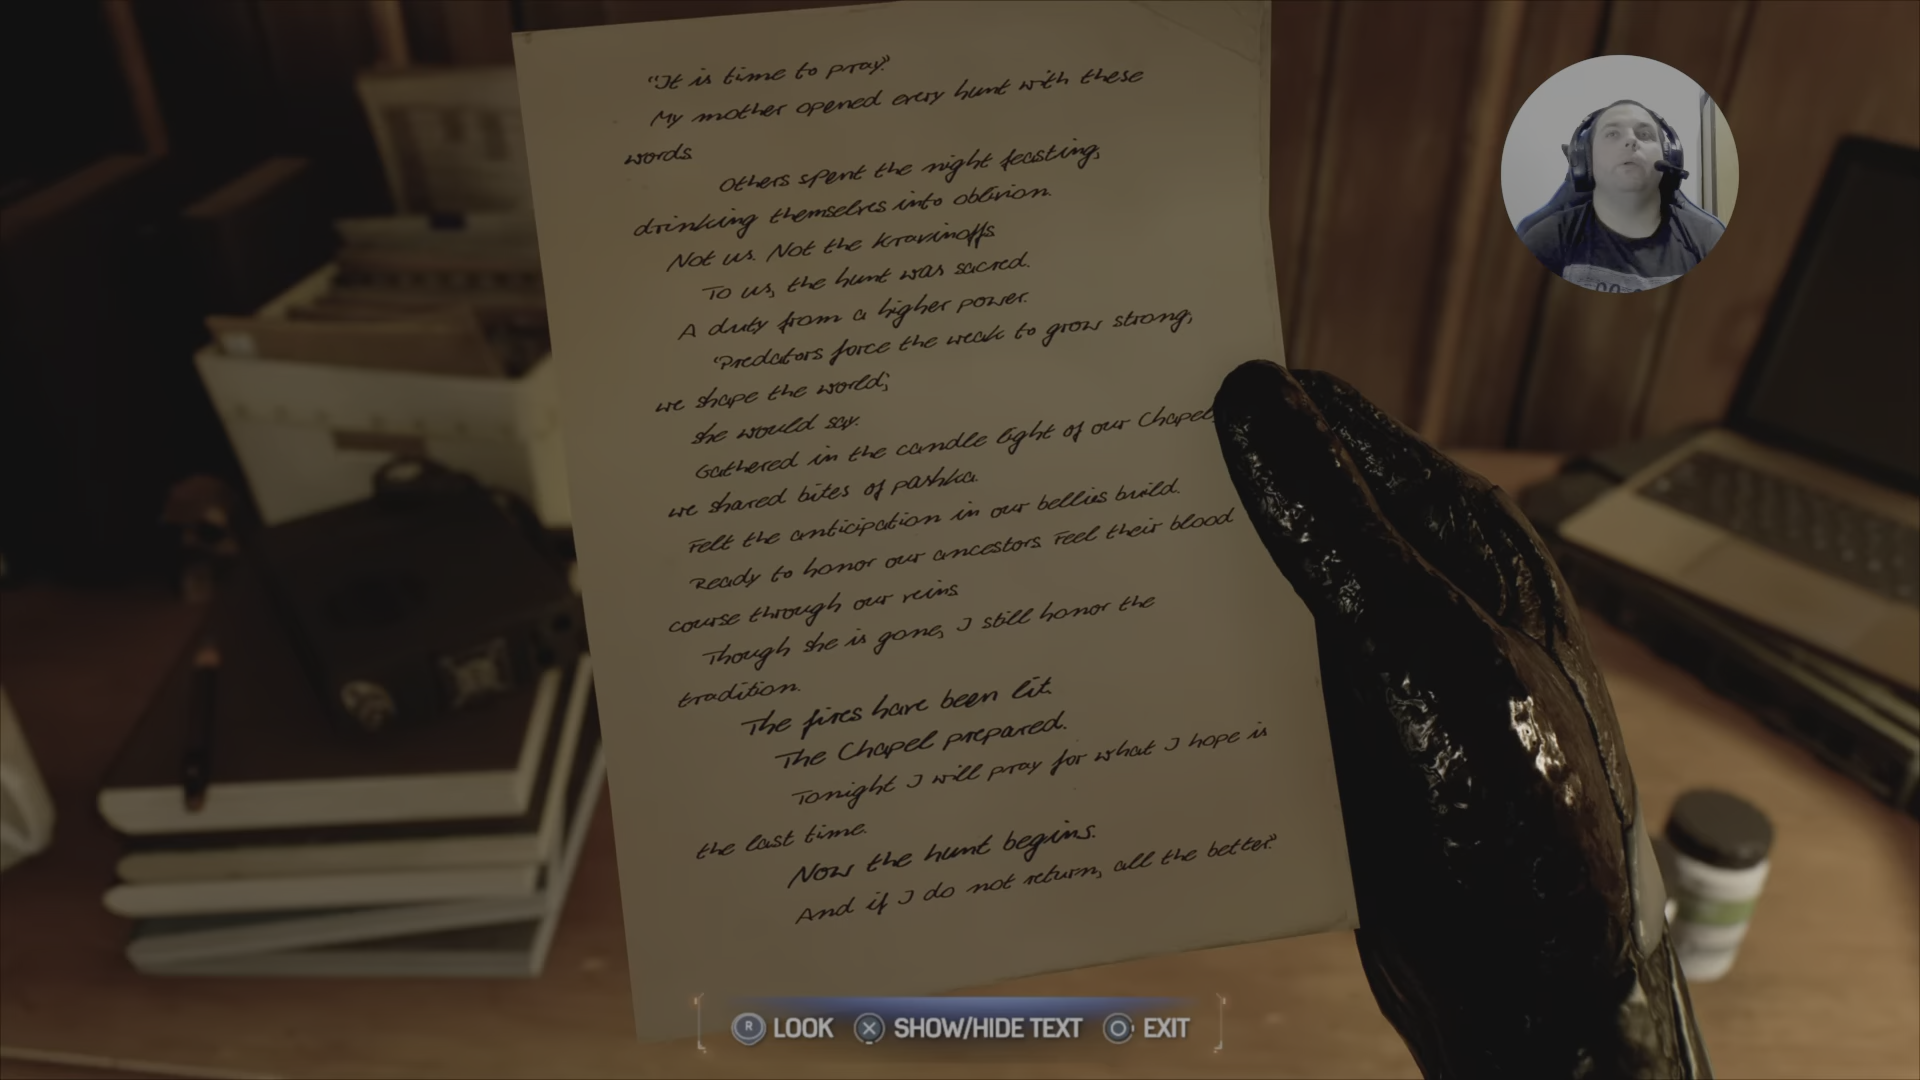 "It is time to pray."
My mother opened every hunt with these
words.
Others spent the night feasting,
drinking themselves into oblivion.
Not us. Not the Kravinoffs.
To us, the hunt was sacred.
A duty from a higher power.
"Predators force the weak to grow strong,
we shape the world,"
she would say.
Gathered in the candle light of our Chapel,
we shared bites of pashka.
Felt the anticipation in our bellies build.
Ready to honor our ancestors Feel their blood
course through our veins.
Though she is gone, I still honor the
tradition.
The fires have been lit.
The Chapel prepared.
Tonight I will pray for what I hope is
the last time.
Now the hunt begins.
And if I do not return, all the better."
R LOOK SHOW/HIDE TEXT EXIT